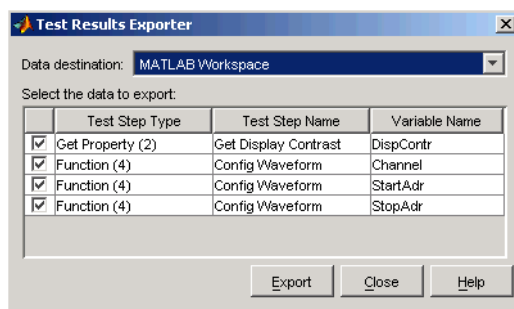 Test Results Exporter
Data destination: MATLAB Workspace
Select the data to export:
Test Step Type Test Step Name Variable Name
Get Property (2) Get Display Contrast DispContr
Function (4) Config Waveform Channel
Function (4) Config Waveform StartAdr
Function (4) Config Waveform StopAdr
Export Close Help